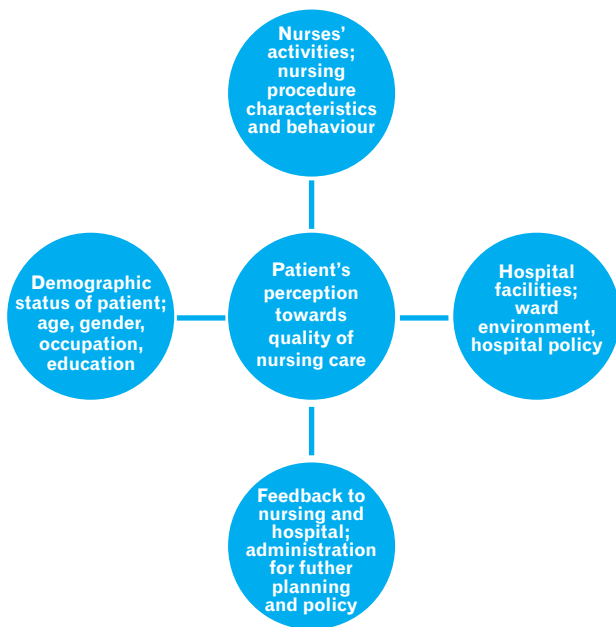 Nurses’
activities;
nursing
procedure
characteristics
and behaviour
Demographic
status of patient;
age, gender,
occupation,
education
Patient’s
perception
towards
quality of
nursing care
Hospital
facilities;
ward
environment,
hospital policy
Feedback to
nursing and
hospital;
administration
for futher
planning
and policy